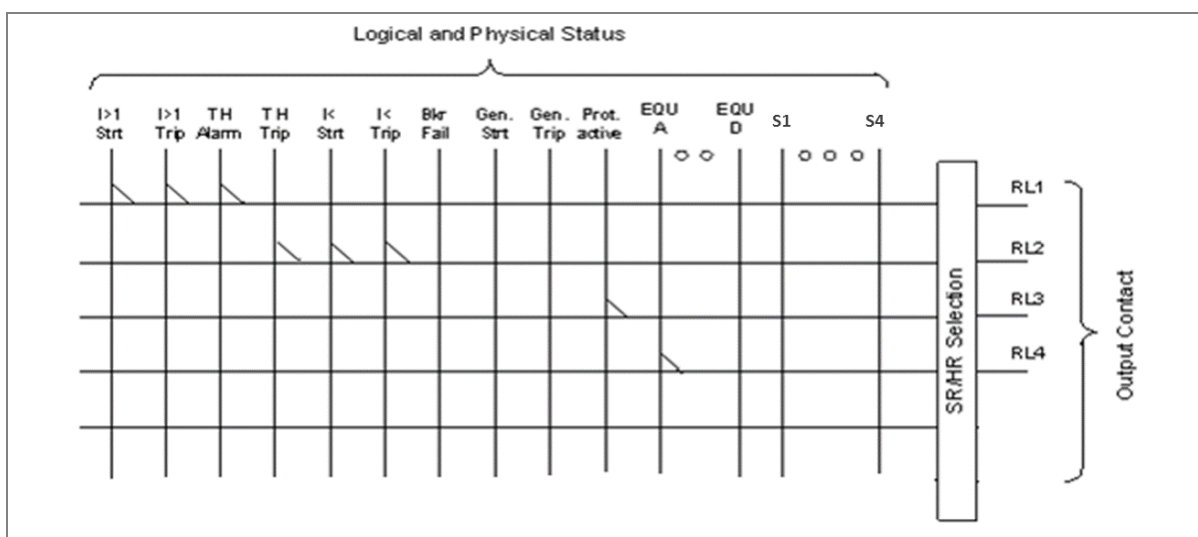 Logical and Physical Status
I>1 Strt
I>1 Trip
TH Alarm
TH Trip
I< Strt
I< Trip
Bkr Fail
Gen. Strt
Gen. Trip
Prot. active
EQU A
EQU D
S1
S4
RL1
RL2
RL3
RL4
SR/HR Selection
Output Contact